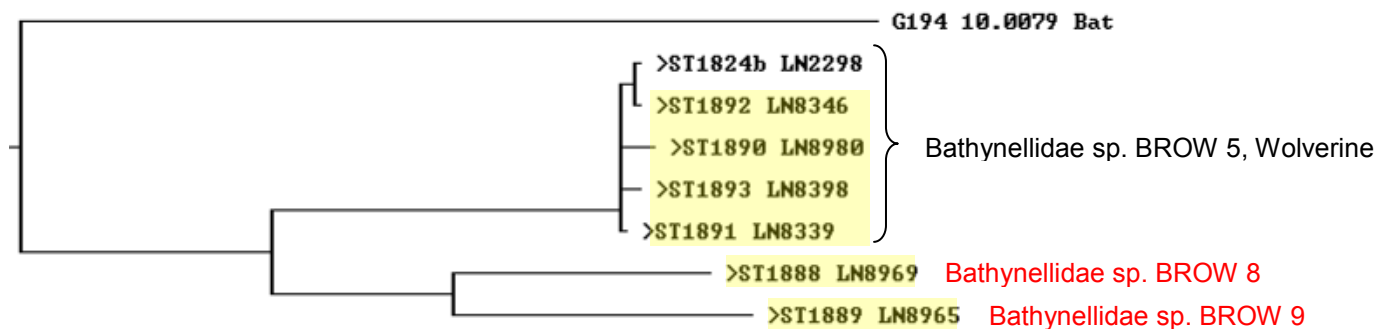 G194 10.0079 Bat
>ST1824b LN2298
>ST1892 LN8346
>ST1890 LN8980
Bathynellidae sp. BROW 5, Wolverine
>ST1893 LN8398
>ST1891 LN8339
>ST1888 LN8969 Bathynellidae sp. BROW 8
>ST1889 LN8965 Bathynellidae sp. BROW 9